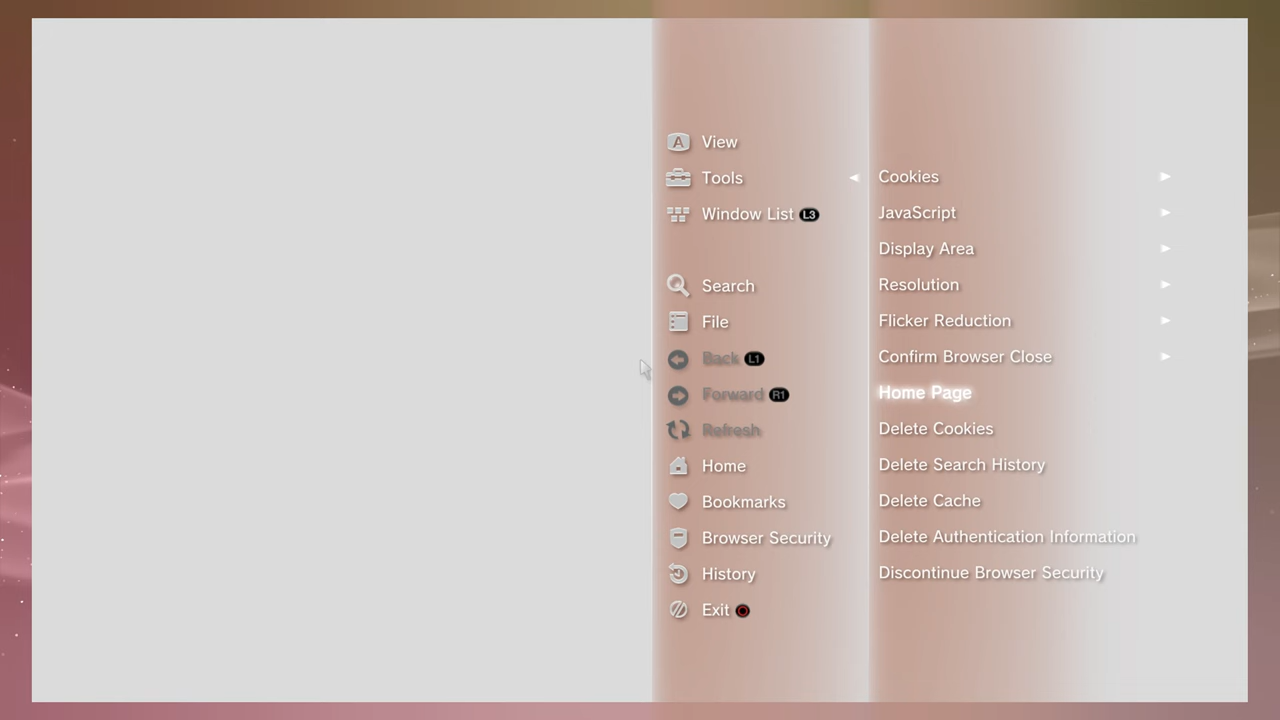 View
Tools
Window List L3
Search
File
Back L1
Forward R1
Refresh
Home
Bookmarks
Browser Security
History
Exit
Cookies
JavaScript
Display Area
Resolution
Flicker Reduction
Confirm Browser Close
Home Page
Delete Cookies
Delete Search History
Delete Cache
Delete Authentication Information
Discontinue Browser Security